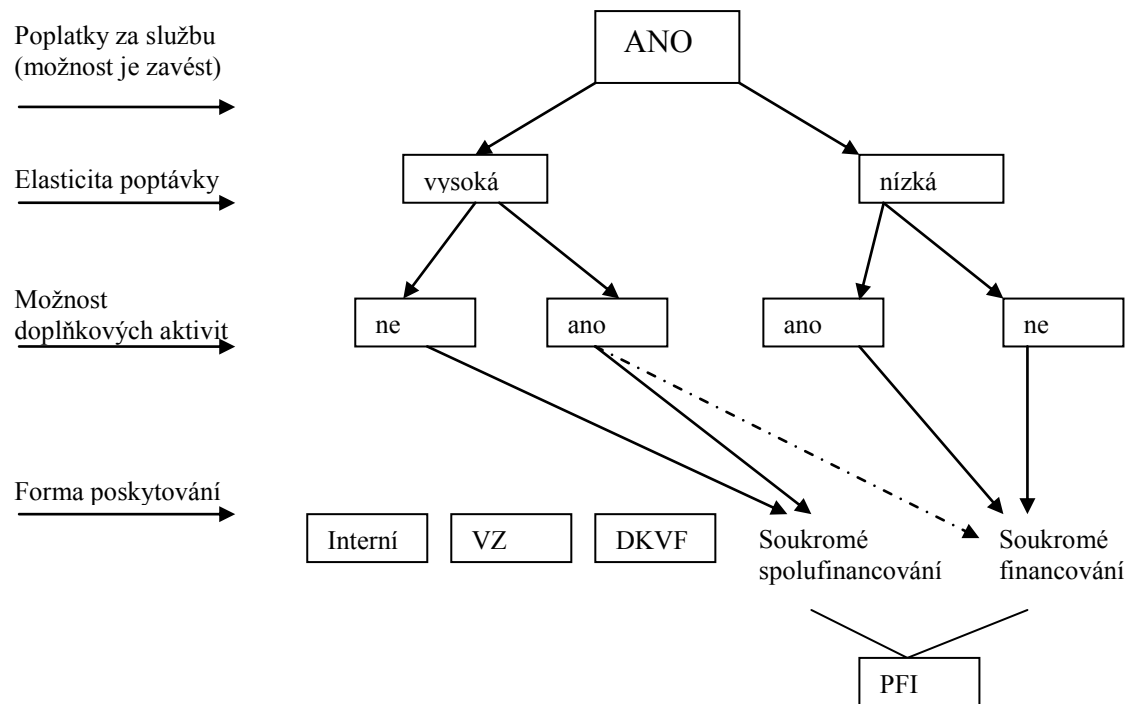 Poplatky za službu
(možnost je zavést)
ANO
Elasticita poptávky
vysoká
nízká
Možnost
doplňkových aktivit
ne
ano
ano
ne
Forma poskytování
Interní
VZ
DKVF
Soukromé
spolufinancování
Soukromé
financování
PFI